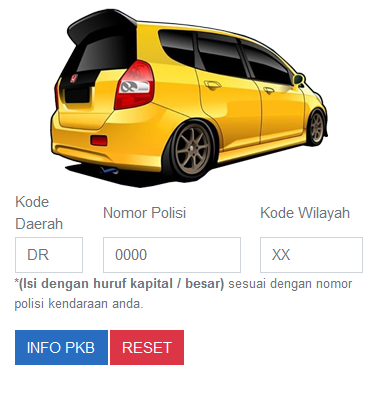 Kode Daerah
Nomor Polisi
Kode Wilayah
DR
0000
XX
*(Isi dengan huruf kapital / besar) sesuai dengan nomor
polisi kendaraan anda.
INFO PKB
RESET